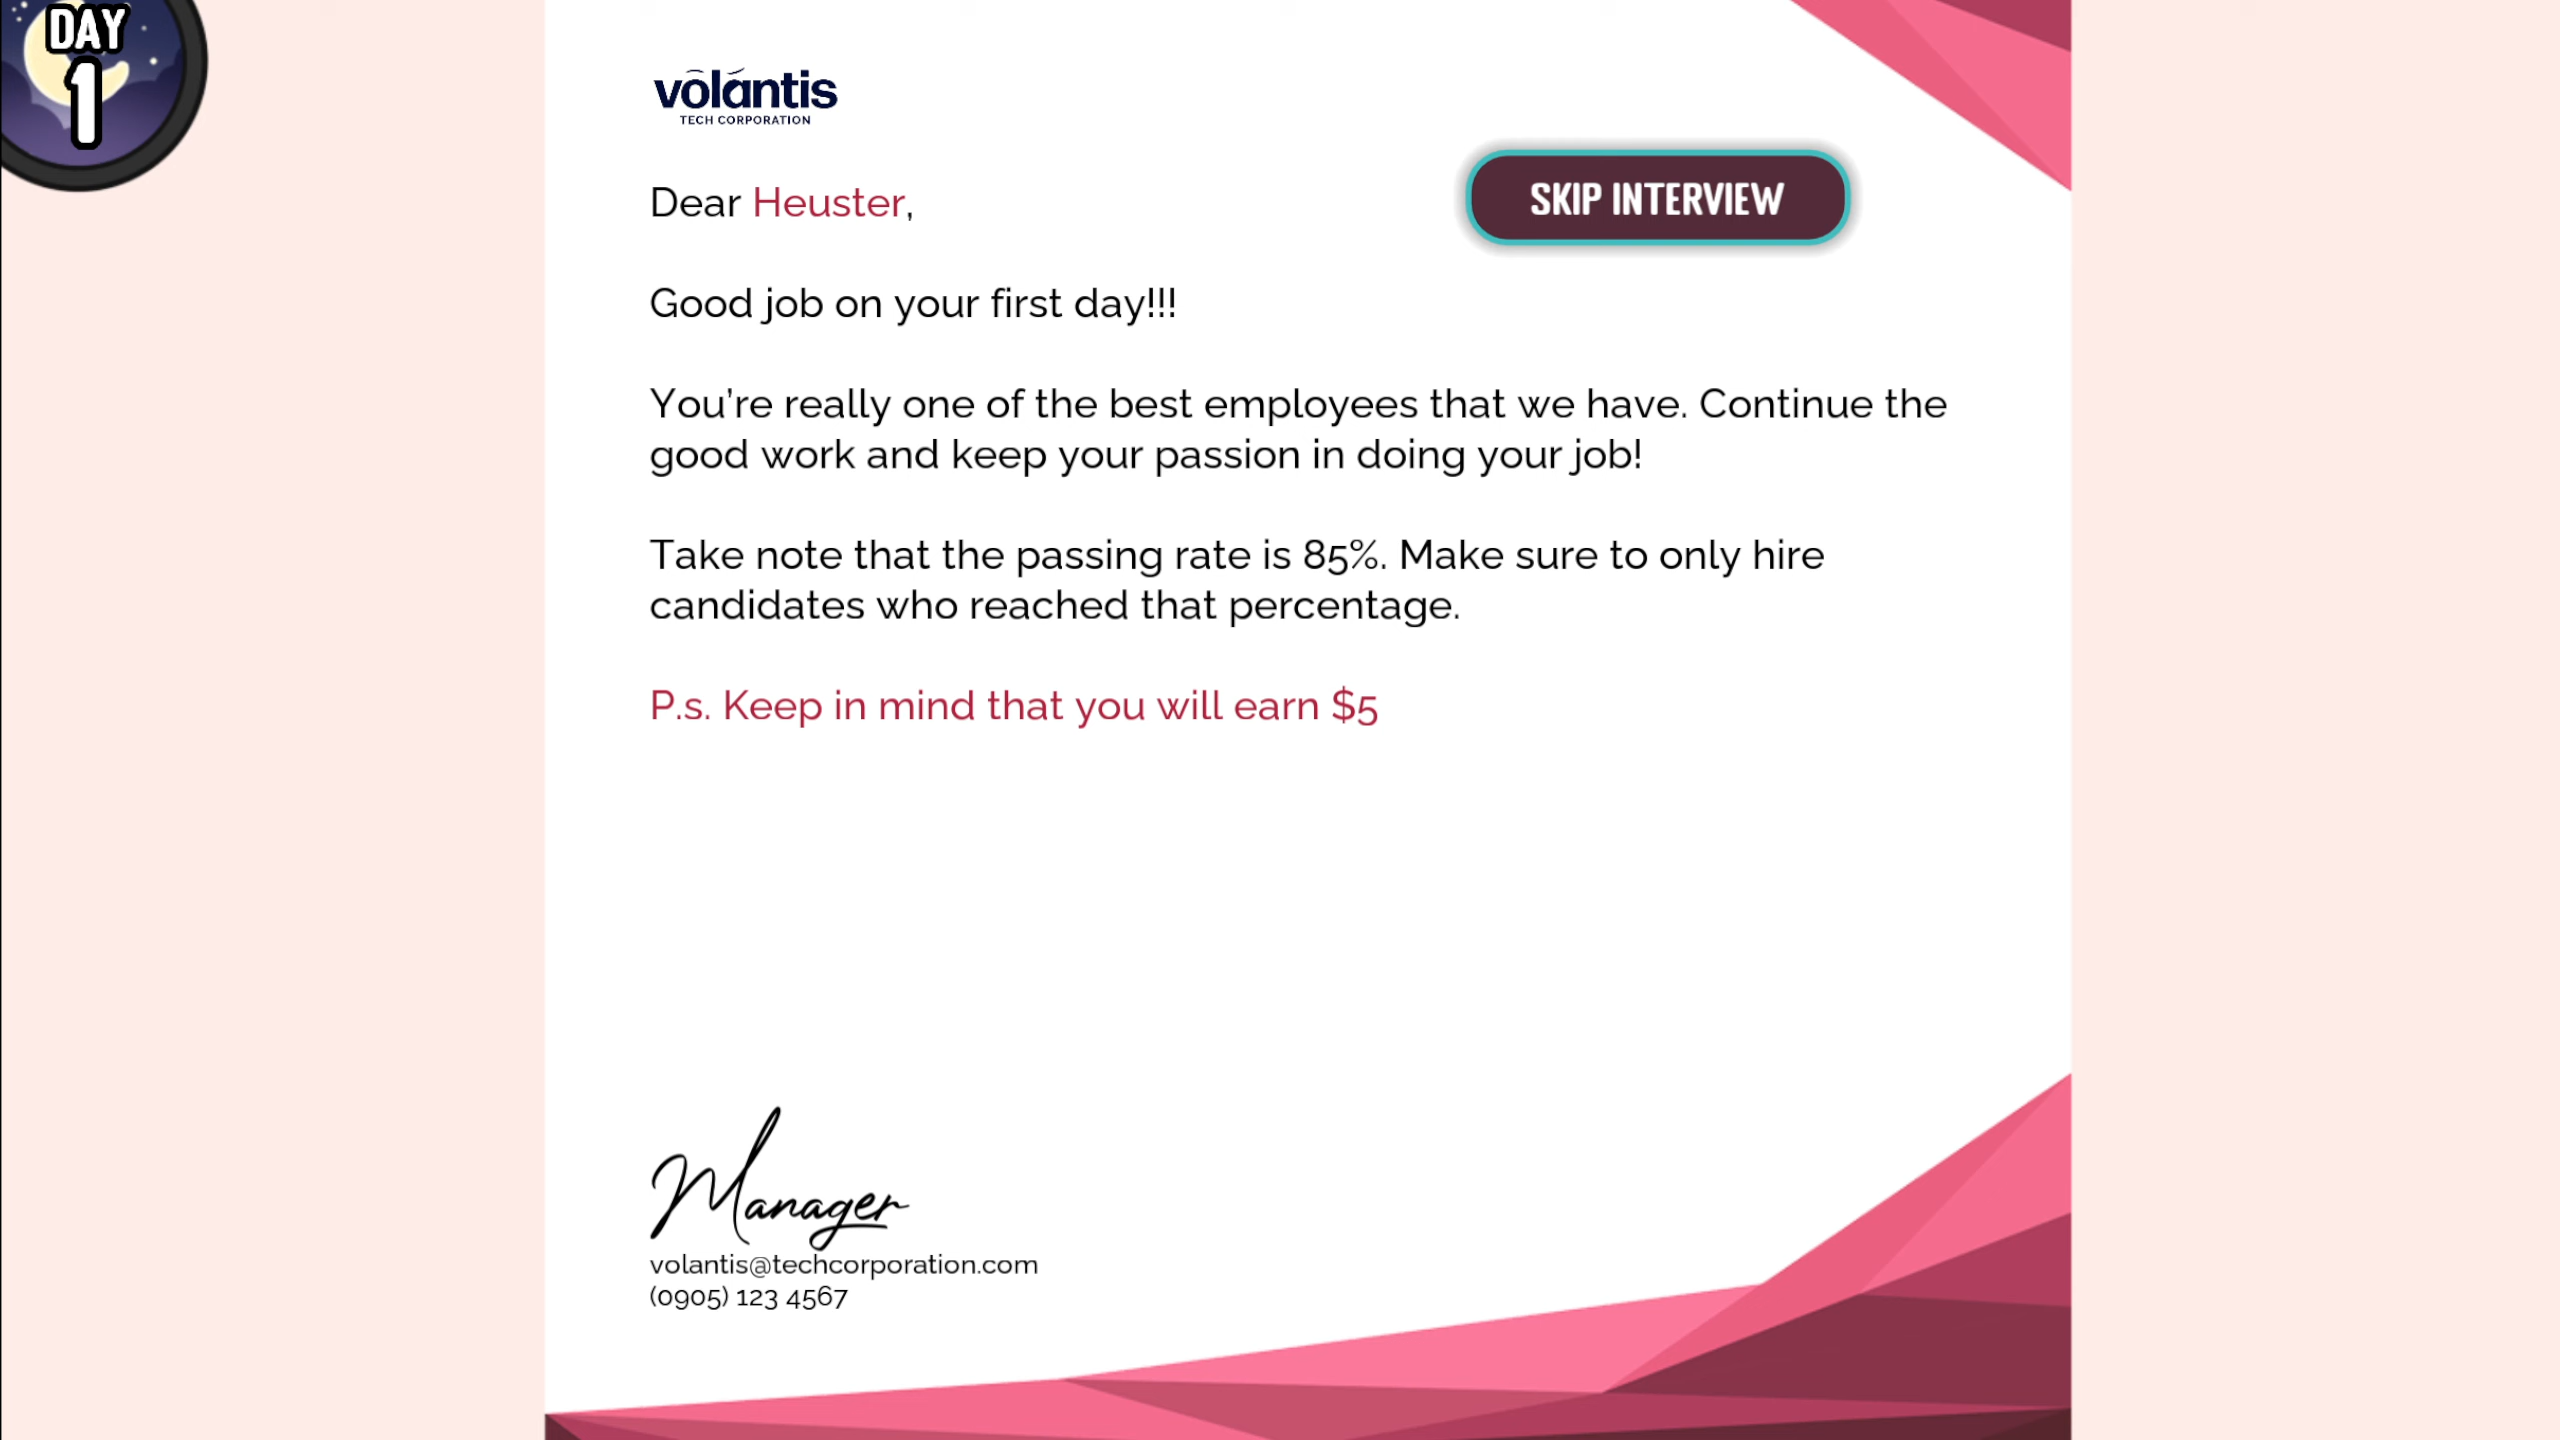 DAY
1
volantis
TECH CORPORATION
SKIP INTERVIEW
Dear Heuster,
Good job on your first day!!!
You’re really one of the best employees that we have. Continue the
good work and keep your passion in doing your job!
Take note that the passing rate is 85%. Make sure to only hire
candidates who reached that percentage.
P.s. Keep in mind that you will earn $5
Manager
volantis@techcorporation.com
(0905) 123 4567